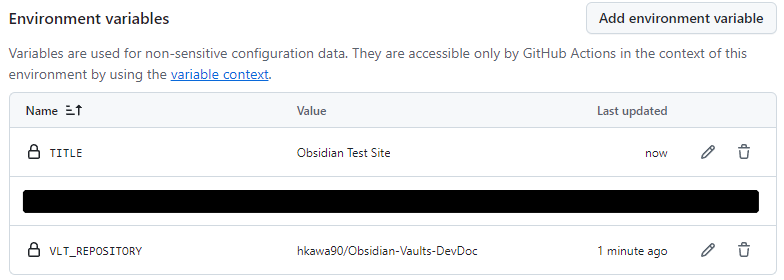 Environment variables
Add environment variable
Variables are used for non-sensitive configuration data. They are accessible only by GitHub Actions in the context of this
environment by using the variable context.
Name Value Last updated
TITLE Obsidian Test Site now
VLT_REPOSITORY hkawa90/Obsidian-Vaults-DevDoc 1 minute ago